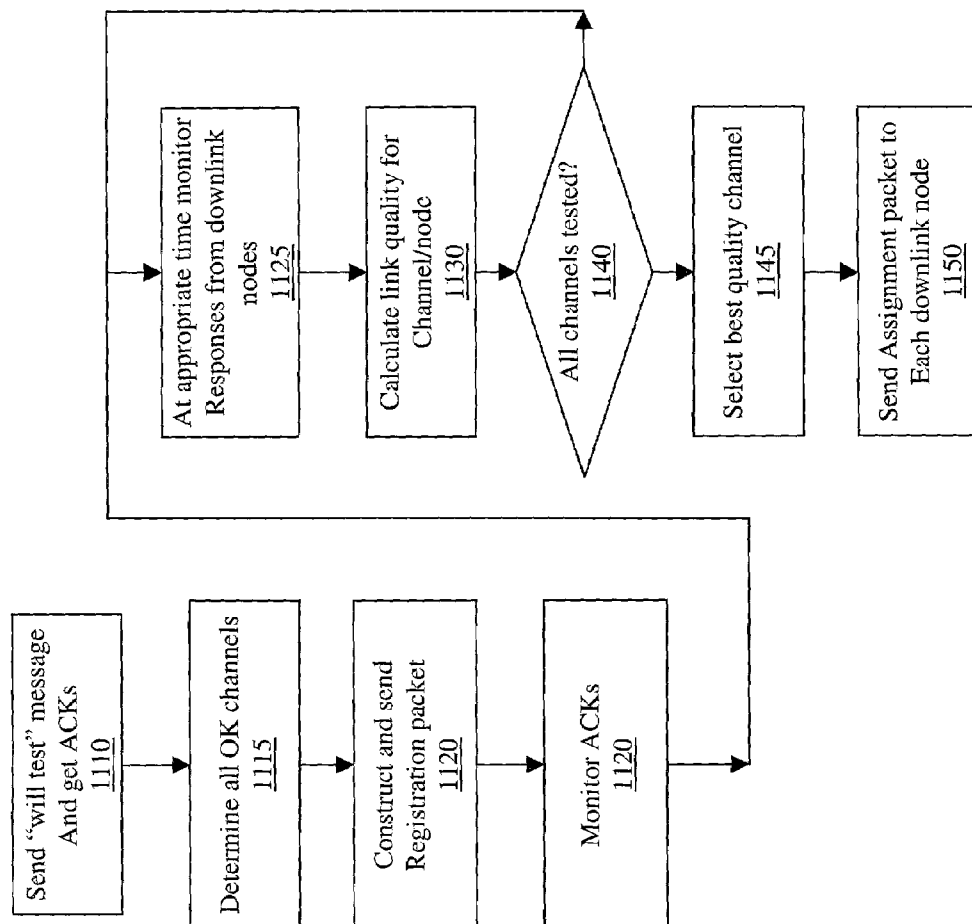 Send “will test” message
And get ACKs
1110
Determine all OK channels
1115
Construct and send
Registration packet
1120
Monitor ACKs
1120
At appropriate time monitor
Responses from downlink
nodes
1125
Calculate link quality for
Channel/node
1130
All channels tested?
1140
Select best quality channel
1145
Send Assignment packet to
Each downlink node
1150